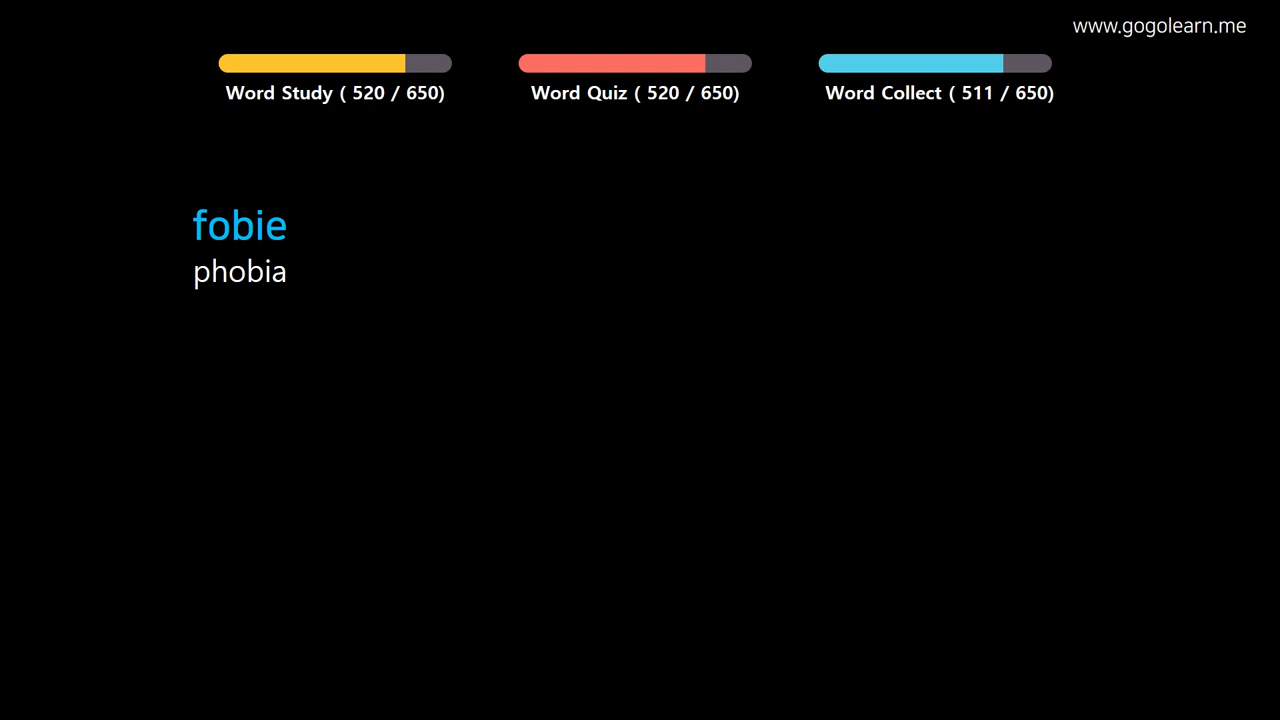 www.gogolearn.me
Word Study ( 520 / 650)
Word Quiz ( 520 / 650)
Word Collect ( 511 / 650)
fobie
phobia